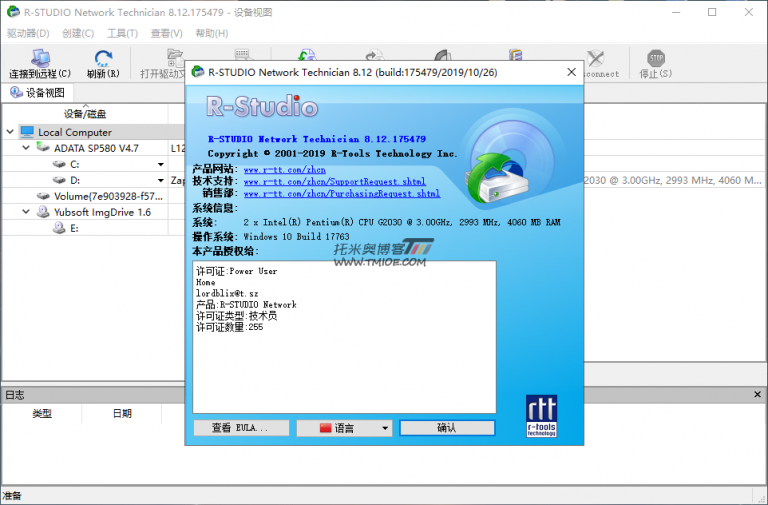 R-STUDIO Network Technician 8.12.175479 - 设备视图
驱动器(D) 创建(C) 工具(T) 查看(V) 帮助(H)
连接到远程(C) 刷新(R) 停止(S)
设备视图
设备/磁盘
Local Computer
ADATA SP580 V4.7
C:
D:
Volume(7e903928-f57...
Yubsoft ImgDrive 1.6
E:
2030 @ 3.00GHz, 2993 MHz, 4060 M...
R-STUDIO Network Technician 8.12 (build:175479/2019/10/26)
R-Studio
R-STUDIO Network Technician 8.12.175479
Copyright © 2001-2019 R-Tools Technology Inc.
产品网站: www.r-tt.com/zhcn
技术支持: www.r-tt.com/zhcn/SupportRequest.shtml
销售部: www.r-tt.com/zhcn/PurchasingRequest.shtml
系统信息:
系统: 2 x Intel(R) Pentium(R) CPU G2030 @ 3.00GHz, 2993 MHz, 4060 MB RAM
操作系统: Windows 10 Build 17763
本产品授权给:
托米奥博客
WWW.TMIOE.COM
许可证:Power User
Home
lordblix@t.sz
产品:R-STUDIO Network
许可证类型:技术员
许可证数量:255
查看 EULA... 语言 确认
rtt
r-tools
technology
日志
类型 日期
准备